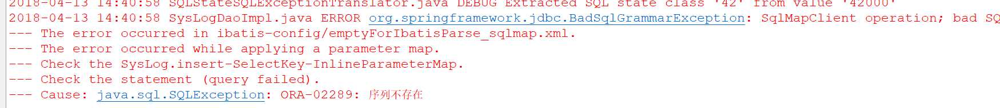 2018-04-13 14:40:58 SQLStateSQLExceptionTranslator.java DEBUG Extracted SQL state class '42' from value '42000'
2018-04-13 14:40:58 SysLogDaoImpl.java ERROR org.springframework.jdbc.BadSqlGrammarException: SqlMapClient operation; bad SQ
--- The error occurred in ibatis-config/emptyForIbatisParse_sqlmap.xml.
--- The error occurred while applying a parameter map.
--- Check the SysLog.insert-SelectKey-InlineParameterMap.
--- Check the statement (query failed).
--- Cause: java.sql.SQLException: ORA-02289: 序列不存在